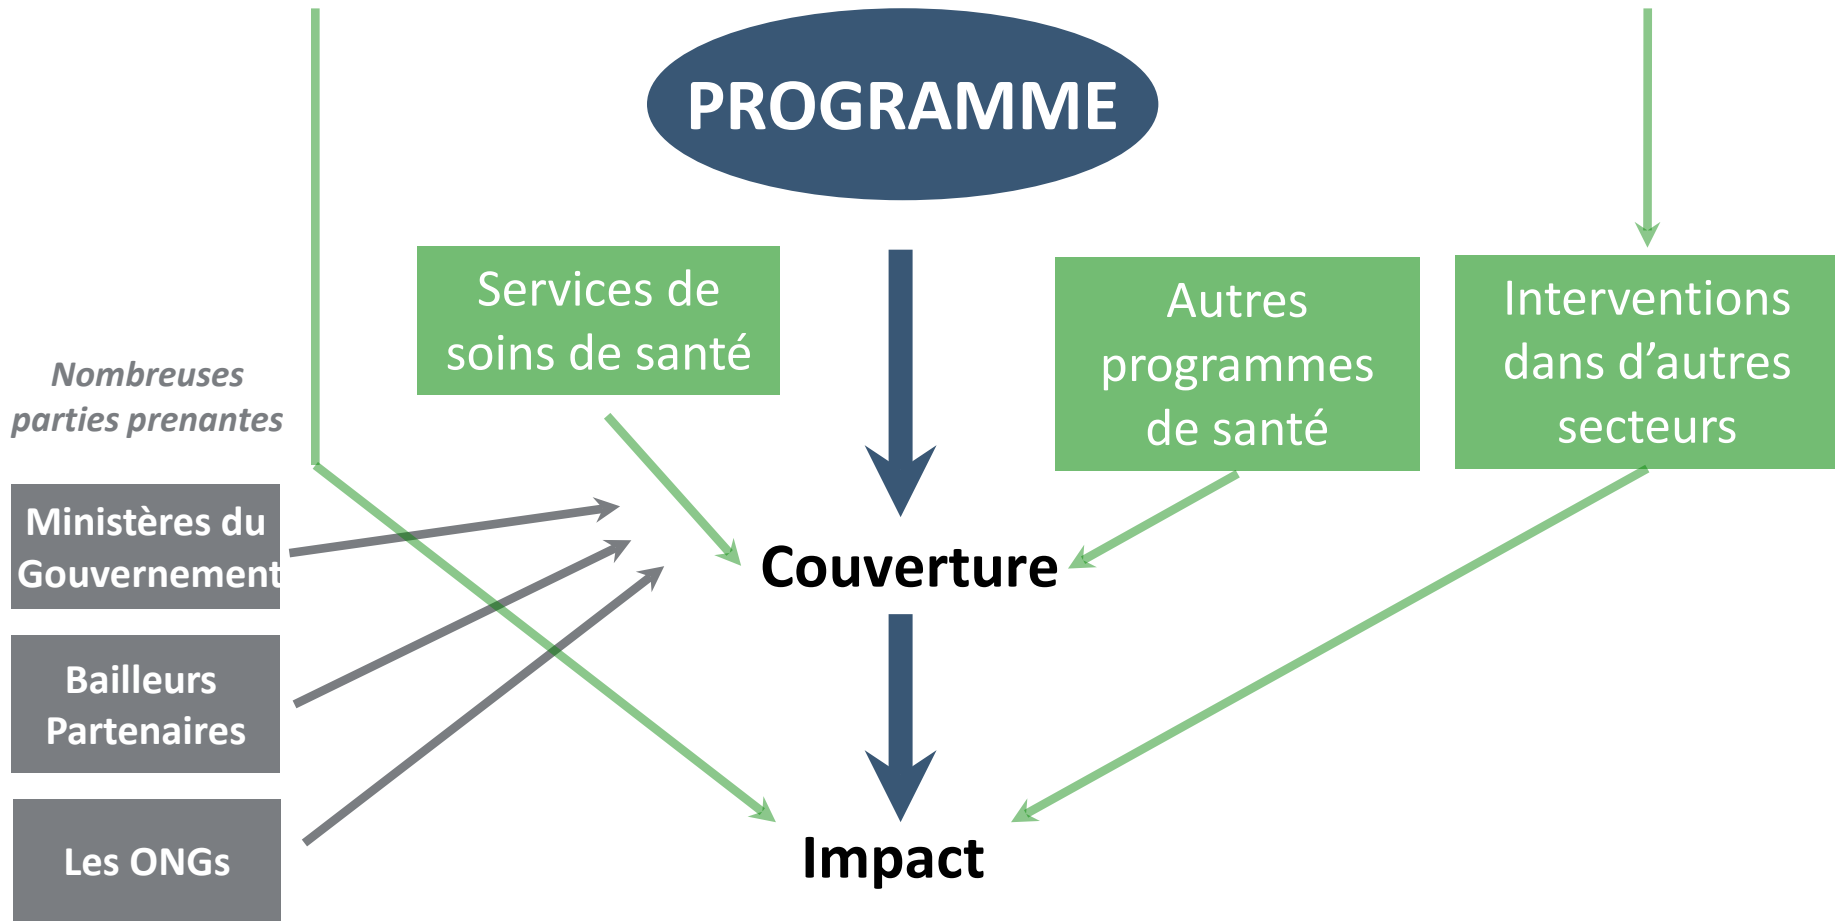 PROGRAMME
Services de
soins de santé
Autres
programmes
de santé
Interventions
dans d’autres
secteurs
Nombreuses
parties prenantes
Ministères du
Gouvernement
Bailleurs
Partenaires
Les ONGs
Couverture
Impact